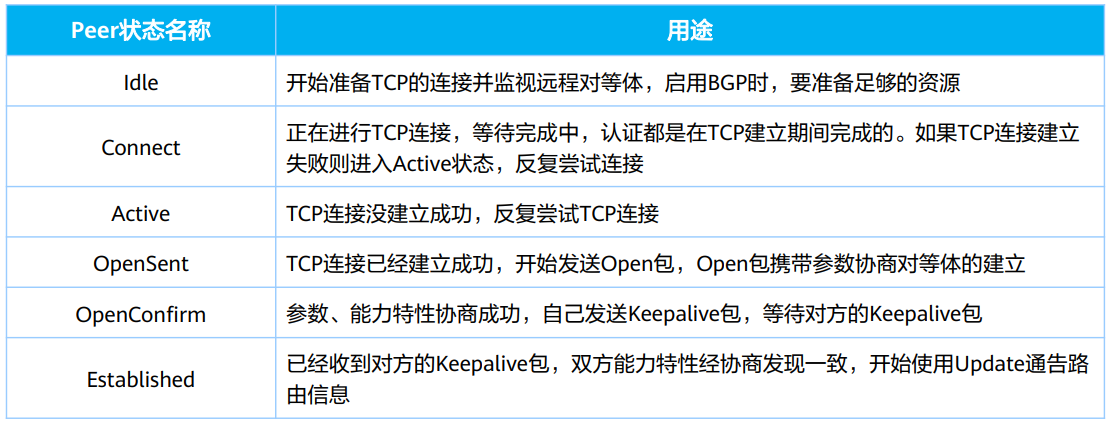 Peer状态名称
用途
Idle
开始准备TCP的连接并监视远程对等体，启用BGP时，要准备足够的资源
Connect
正在进行TCP连接，等待完成中，认证都是在TCP建立期间完成的。如果TCP连接建立
失败则进入Active状态，反复尝试连接
Active
TCP连接没建立成功，反复尝试TCP连接
OpenSent
TCP连接已经建立成功，开始发送Open包，Open包携带参数协商对等体的建立
OpenConfirm
参数、能力特性协商成功，自己发送Keepalive包，等待对方的Keepalive包
Established
已经收到对方的Keepalive包，双方能力特性经协商发现一致，开始使用Update通告路
由信息